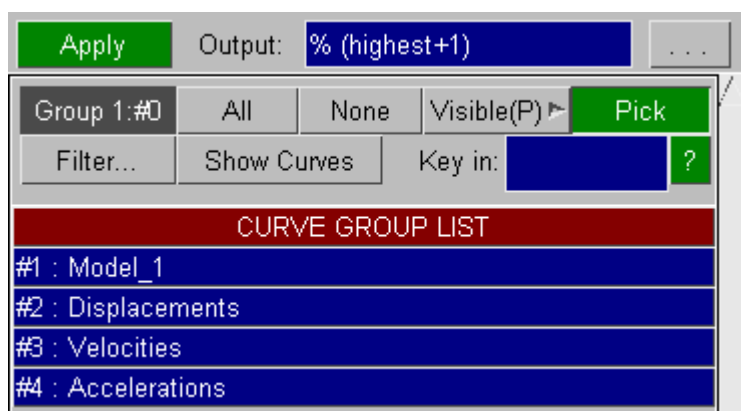 Apply Output: % (highest+1) ...
Group 1:#0 All None Visible(P) Pick
Filter... Show Curves Key in: ?
CURVE GROUP LIST
#1 : Model_1
#2 : Displacements
#3 : Velocities
#4 : Accelerations